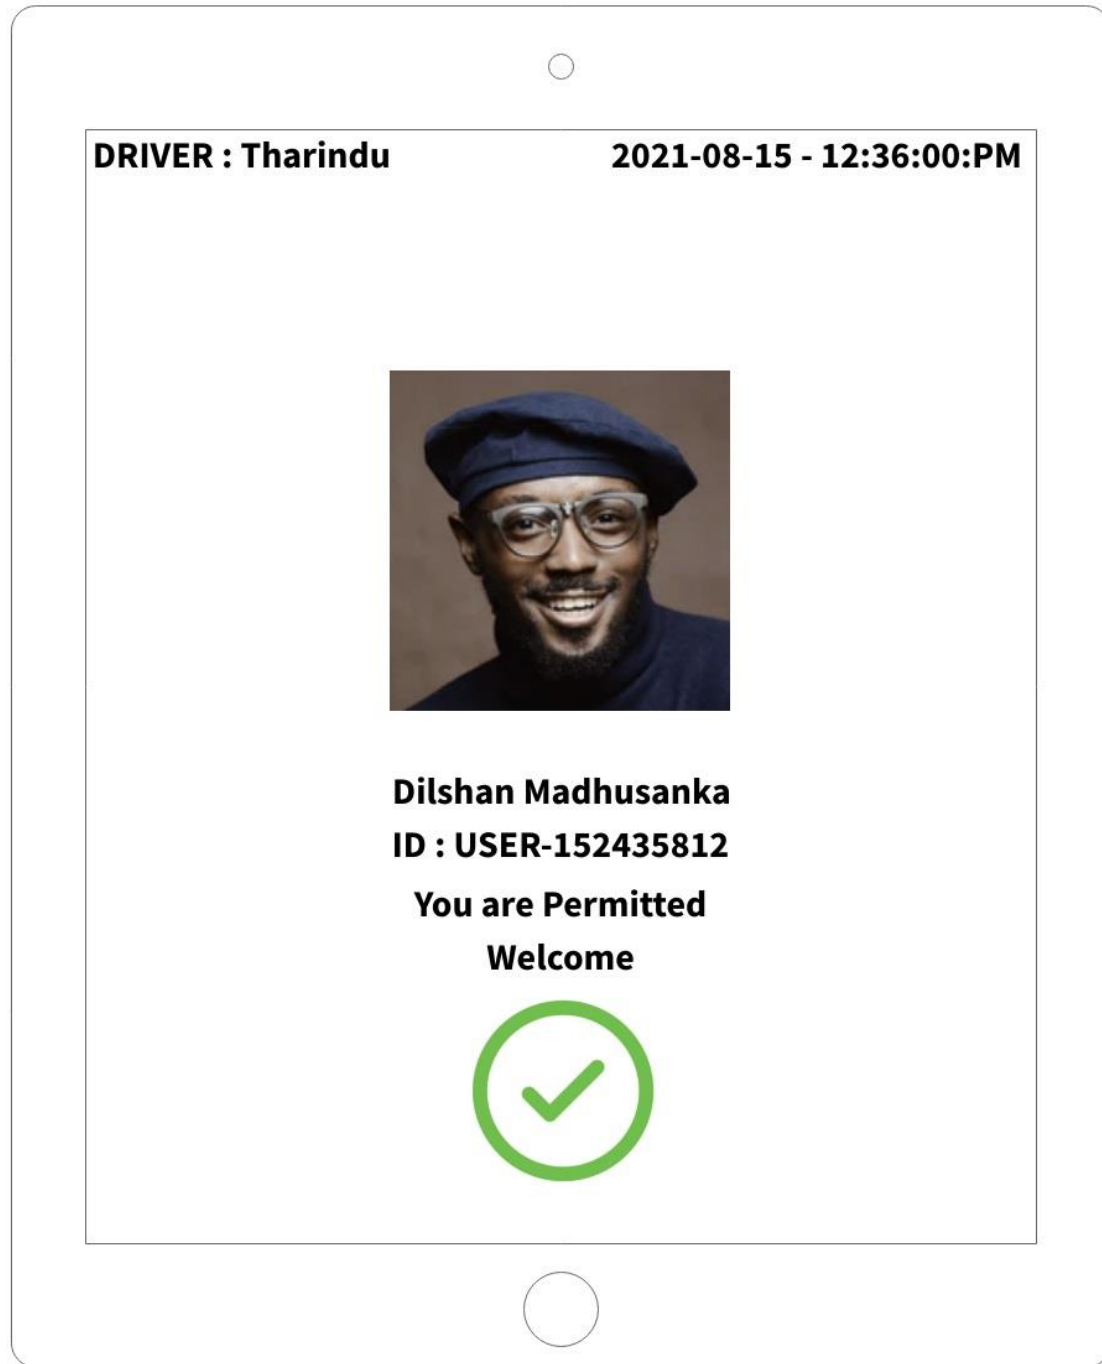 DRIVER : Tharindu
2021-08-15 - 12:36:00:PM
Dilshan Madhusanka
ID : USER-152435812
You are Permitted
Welcome